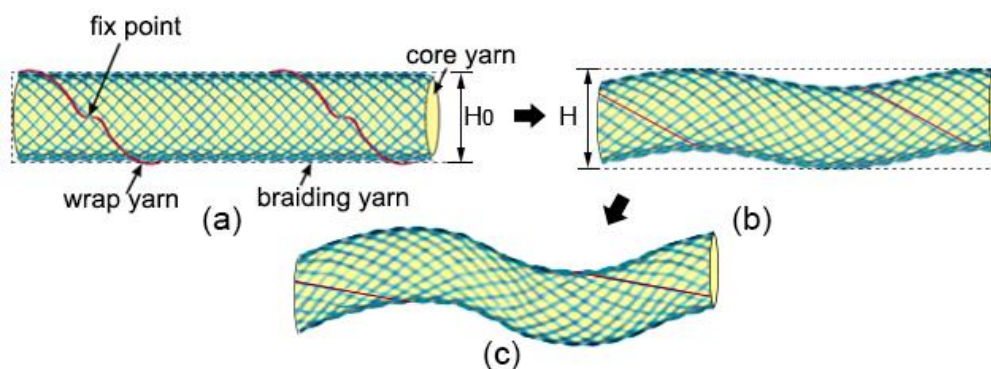 fix point
core yarn
H0
H
wrap yarn
braiding yarn
(a)
(b)
(c)